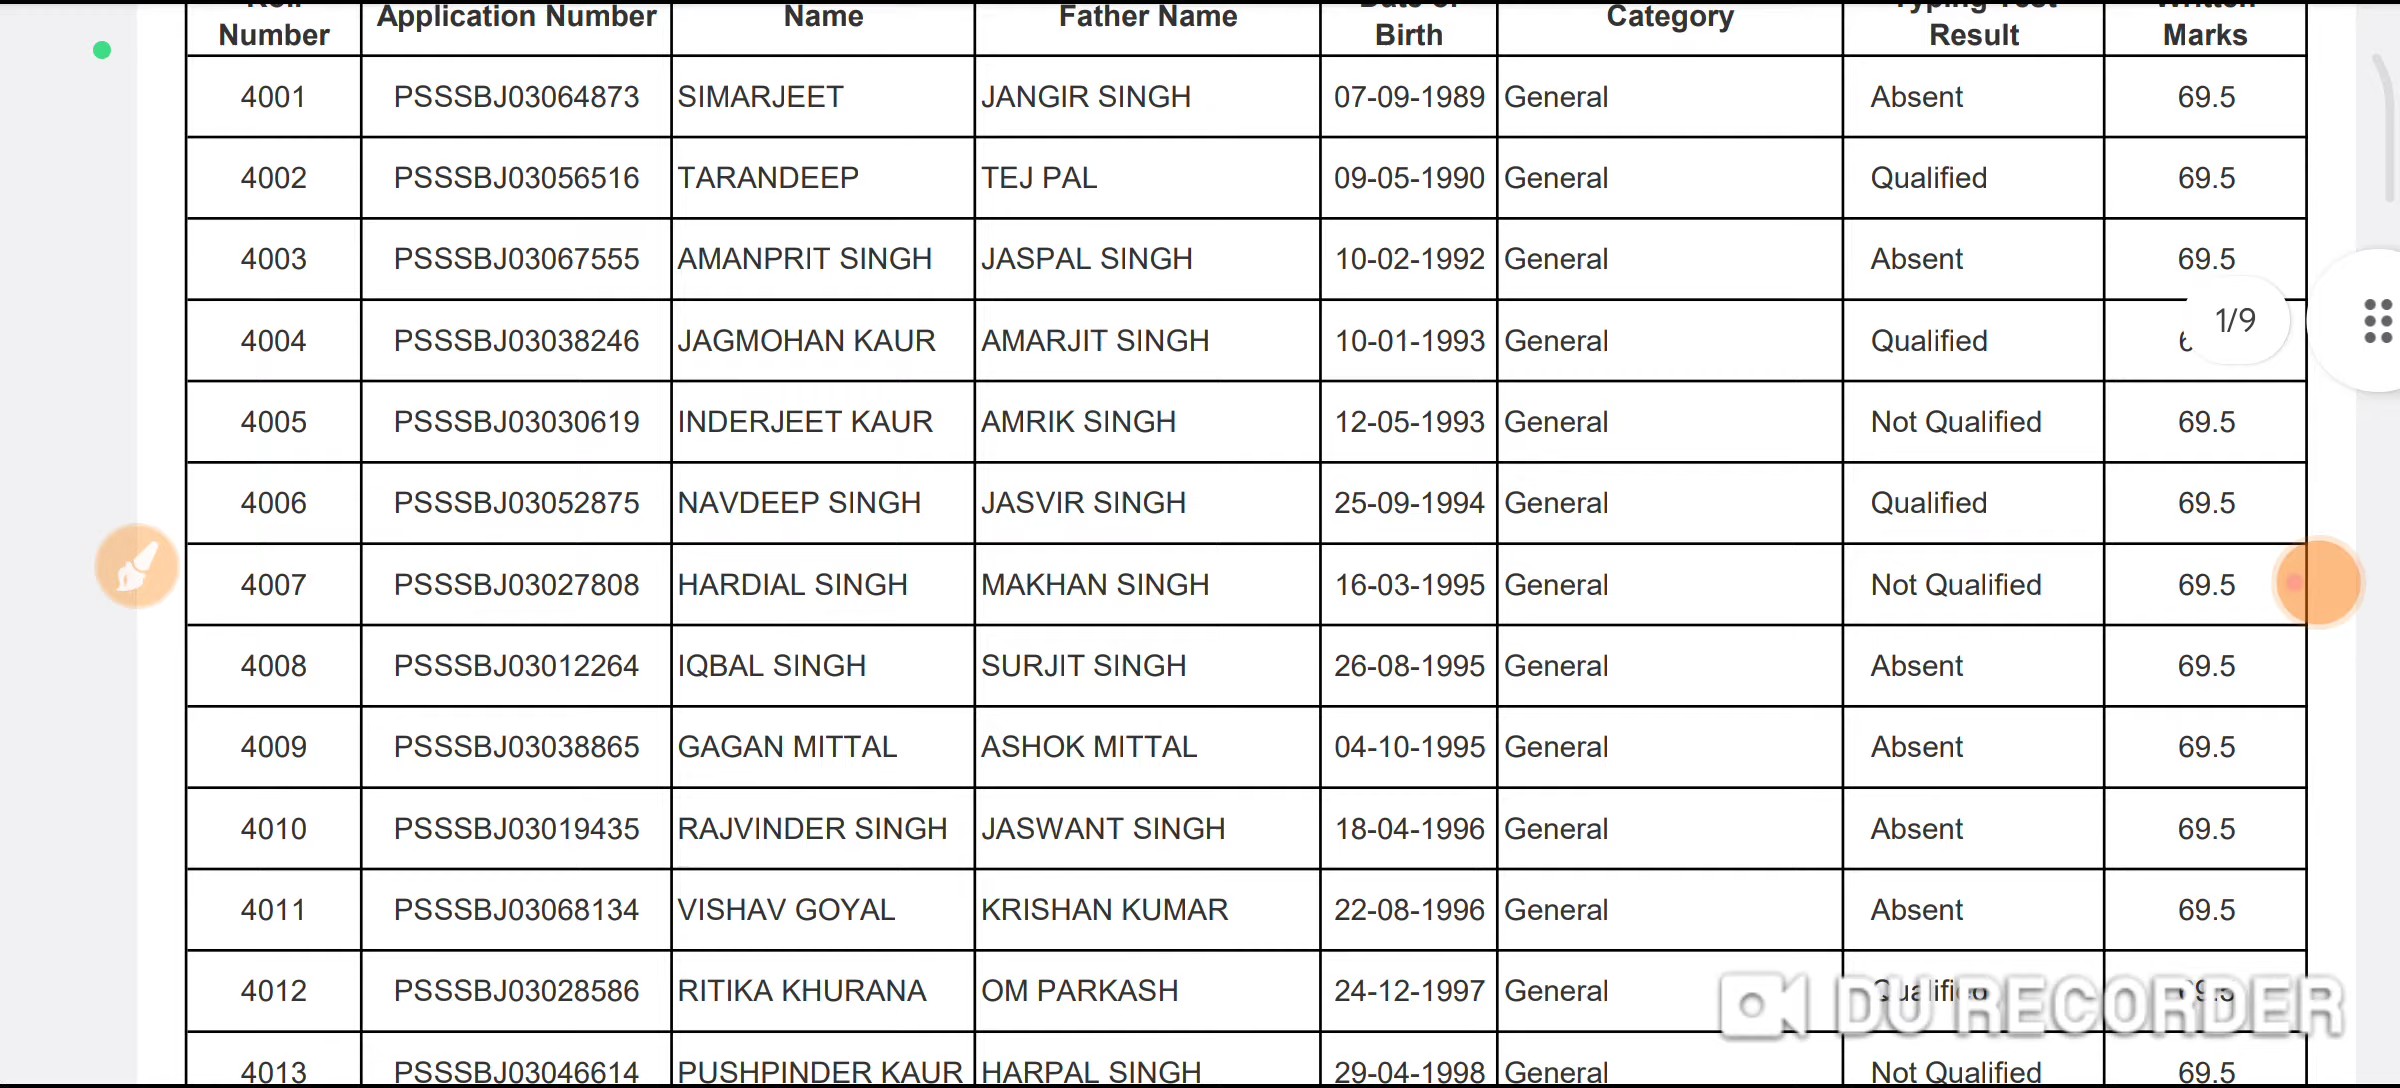 Number Application Number Name Father Name Birth Category Result Marks
4001 PSSSBJ03064873 SIMARJEET JANGIR SINGH 07-09-1989 General Absent 69.5
4002 PSSSBJ03056516 TARANDEEP TEJ PAL 09-05-1990 General Qualified 69.5
4003 PSSSBJ03067555 AMANPRIT SINGH JASPAL SINGH 10-02-1992 General Absent 69.5
1/9
4004 PSSSBJ03038246 JAGMOHAN KAUR AMARJIT SINGH 10-01-1993 General Qualified
4005 PSSSBJ03030619 INDERJEET KAUR AMRIK SINGH 12-05-1993 General Not Qualified 69.5
4006 PSSSBJ03052875 NAVDEEP SINGH JASVIR SINGH 25-09-1994 General Qualified 69.5
4007 PSSSBJ03027808 HARDIAL SINGH MAKHAN SINGH 16-03-1995 General Not Qualified 69.5
4008 PSSSBJ03012264 IQBAL SINGH SURJIT SINGH 26-08-1995 General Absent 69.5
4009 PSSSBJ03038865 GAGAN MITTAL ASHOK MITTAL 04-10-1995 General Absent 69.5
4010 PSSSBJ03019435 RAJVINDER SINGH JASWANT SINGH 18-04-1996 General Absent 69.5
4011 PSSSBJ03068134 VISHAV GOYAL KRISHAN KUMAR 22-08-1996 General Absent 69.5
4012 PSSSBJ03028586 RITIKA KHURANA OM PARKASH 24-12-1997 General Qualified 69.5
DU RECORDER
4013 PSSSBJ03046614 PUSHPINDER KAUR HARPAL SINGH 29-04-1998 General Not Qualified 69.5